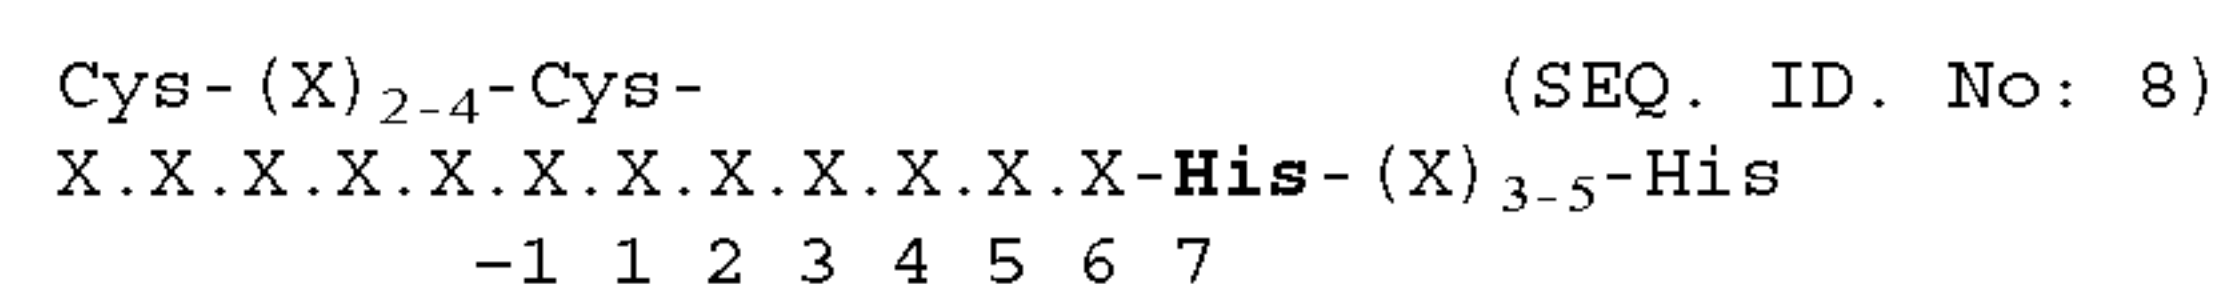 Cys-(X)2-4-Cys- (SEQ. ID. No: 8)
X.X.X.X.X.X.X.X.X.X.X.X-His-(X)3-5-His
-1 1 2 3 4 5 6 7